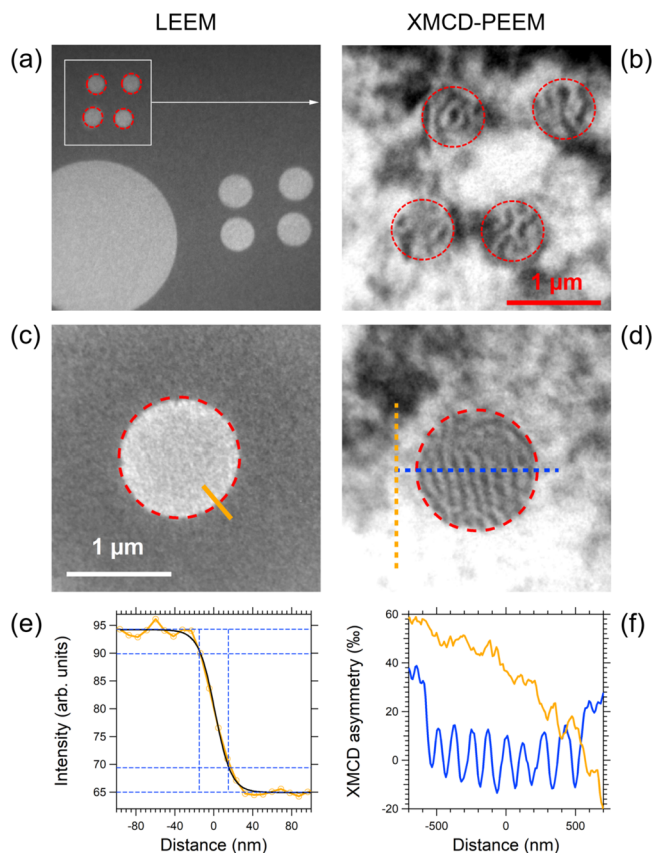 LEEM XMCD-PEEM
(a) (b)
1 µm
(c) (d)
1 µm
(e) (f)
95
90
85
80
75
70
65
Intensity (arb. units)
-80 -40 0 40 80
Distance (nm)
60
40
20
0
-20
XMCD asymmetry (‰)
-500 0 500
Distance (nm)